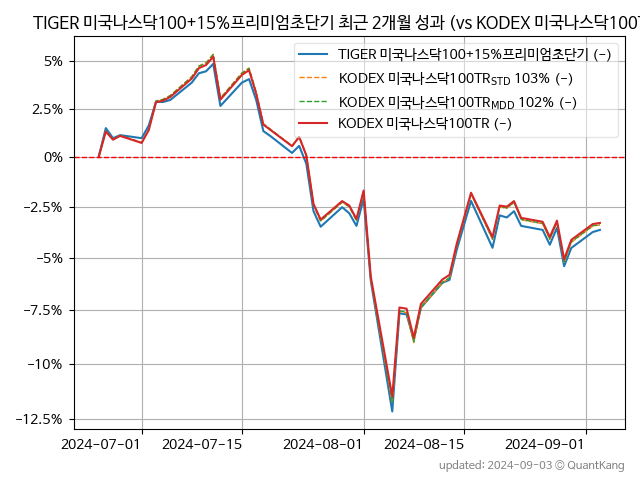 TIGER 미국나스닥100+15%프리미엄초단기 최근 2개월 성과 (vs KODEX 미국나스닥100T
TIGER 미국나스닥100+15%프리미엄초단기 (-)
KODEX 미국나스닥100TRSTD 103% (-)
KODEX 미국나스닥100TRMDD 102% (-)
KODEX 미국나스닥100TR (-)
5%
2.5%
0%
−2.5%
−5%
−7.5%
−10%
−12.5%
2024-07-01 2024-07-15 2024-08-01 2024-08-15 2024-09-01
updated: 2024-09-03 © QuantKang